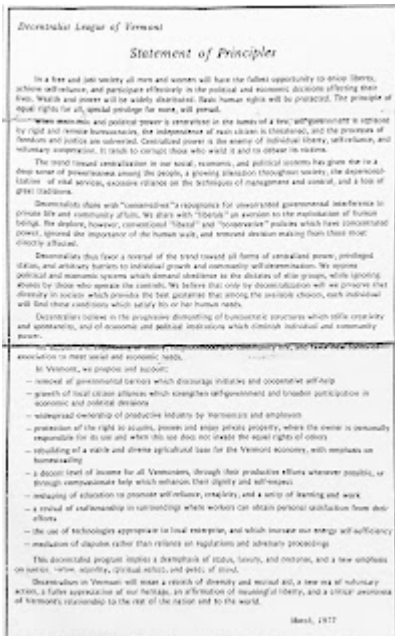 Decentralist League of Vermont
Statement of Principles
In a free and just society all men and women will have the fullest opportunity to enjoy liberty,
achieve self-reliance, and participate effectively in the political and economic decisions affecting their
lives. Wealth and power will be widely distributed. Basic human rights will be protected. The principle of
equal rights for all, special privilege for none, will prevail.
When economic and political power is centralized in the hands of a few, self-government is replaced
by rigid and remote bureaucracies, the independence of each citizen is threatened, and the processes of
freedom and justice are subverted. Centralized power is the enemy of individual liberty, self-reliance, and
voluntary cooperation. It tends to corrupt those who wield it and to debase its victims.
The trend toward centralization in our social, economic, and political systems has given rise to a
deep sense of powerlessness among the people, a growing alienation throughout society, the depersonal-
ization of vital services, excessive reliance on the techniques of management and control, and a loss of
great traditions.
Decentralists share with "conservatives" a repugnance for unwarranted governmental interference in
private life and community affairs. We share with "liberals" an aversion to the exploitation of human
beings. We deplore, however, conventional "liberal" and "conservative" policies which have concentrated
power, ignored the importance of the human scale, and removed decision making from those most
directly affected.
Decentralists thus favor a reversal of the trend toward all forms of centralized power, privileged
status, and arbitrary barriers to individual growth and community self-determination. We oppose
political and economic systems which demand obedience to the dictates of elite groups, while ignoring
abuses by those who operate the controls. We believe that only by decentralization will we preserve that
diversity in society which provides the best guarantee that among the available choices, each individual
will find those conditions which satisfy his or her human needs.
Decentralists believe in the progressive dismantling of bureaucratic structures which stifle creativity
and spontaneity, and of economic and political institutions which diminish individual and community
power.
association to meet social and economic needs.
In Vermont, we propose and support:
— removal of governmental barriers which discourage initiative and cooperative self-help
— growth of local citizen alliances which strengthen self-government and broaden participation in
economic and political decisions
— widespread ownership of productive industry by Vermonters and employees
— protection of the right to acquire, possess and enjoy private property, where the owner is personally
responsible for its use and when this use does not invade the equal rights of others
— rebuilding of a viable and diverse agricultural base for the Vermont economy, with emphasis on
homesteading
— a decent level of income for all Vermonters, through their productive efforts whenever possible, or
through compassionate help which enhances their dignity and self-respect
— reshaping of education to promote self-reliance, creativity, and a unity of learning and work
— a revival of craftsmanship in surroundings where workers can obtain personal satisfaction from their
efforts
— the use of technologies appropriate to local enterprise, and which increase our energy self-sufficiency
— mediation of disputes rather than reliance on regulations and adversary proceedings
This decentralist program implies a deemphasis of status, luxury, and pretense, and a new emphasis
on justice, virtue, equality, spiritual values, and peace of mind.
Decentralism in Vermont will mean a rebirth of diversity and mutual aid, a new era of voluntary
action, a fuller appreciation of our heritage, an affirmation of meaningful liberty, and a critical awareness
of Vermont's relationship to the rest of the nation and to the world.
March, 1977